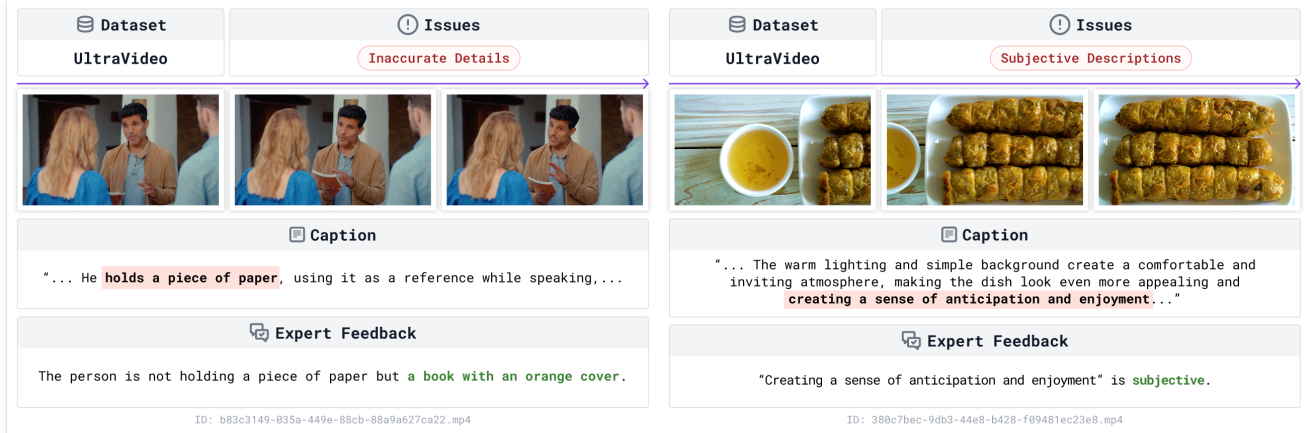 Dataset
Issues
UltraVideo
Inaccurate Details
Caption
“... He holds a piece of paper, using it as a reference while speaking,...
Expert Feedback
The person is not holding a piece of paper but a book with an orange cover.
ID: b83c3149-035a-449e-88cb-88a9a627ca22.mp4
Dataset
Issues
UltraVideo
Subjective Descriptions
Caption
“... The warm lighting and simple background create a comfortable and
inviting atmosphere, making the dish look even more appealing and
creating a sense of anticipation and enjoyment...”
Expert Feedback
“Creating a sense of anticipation and enjoyment” is subjective.
ID: 380c7bec-9db3-44e8-b428-f09481ec23e8.mp4